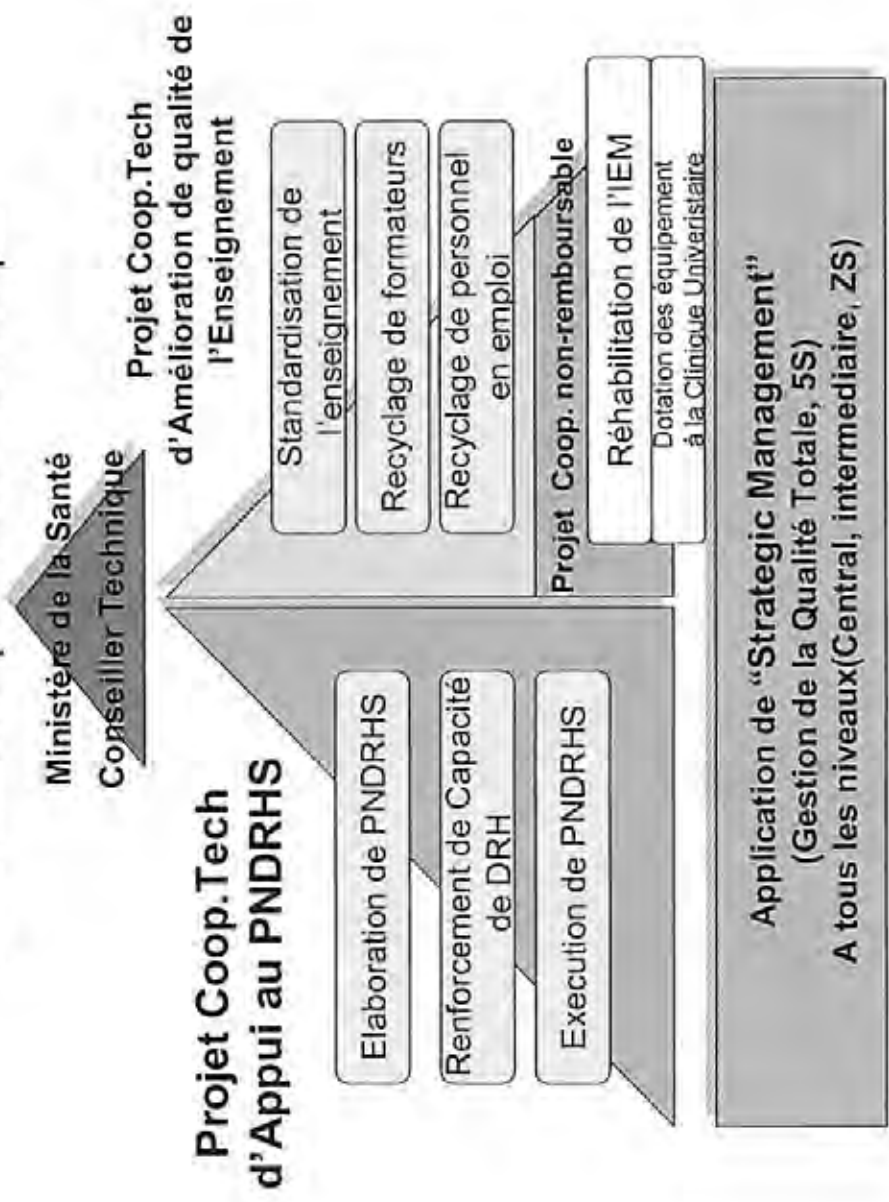 Ministère de la Santé
Conseiller Technique
Projet Coop.Tech
d'Appui au PNDRHS
Elaboration de PNDRHS
Renforcement de Capacité
de DRH
Execution de PNDRHS
Projet Coop.Tech
d'Amélioration de qualité de
l'Enseignement
Standardisation de
l'enseignement
Recyclage de formateurs
Recyclage de personnel
en emploi
Projet Coop. non-remboursable
Réhabilitation de l'IEM
Dotation des équipement
à la Clinique Univeristaire
Application de “Strategic Management”
(Gestion de la Qualité Totale, 5S)
A tous les niveaux(Central, intermediaire, ZS)